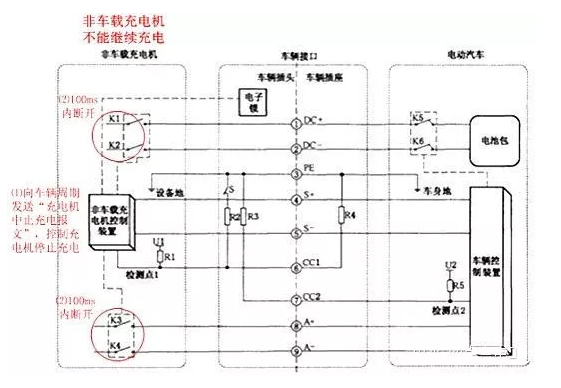 非车载充电机
不能继续充电
非车载充电机
车辆接口
电动汽车
车辆插头
车辆插座
电子
锁
⑵100ms
内断开
K1
K2
① DC+
② DC-
K5
K6
电池包
③ PE
设备地
车身地
⑴向车辆周期
发送“充电机
中止充电报
文”，控制充
电机停止充电
非车载充
电机控制
装置
S
④ S+
R2
R3
R4
⑤ S-
U1
R1
检测点1
⑥ CC1
车辆控
制装置
U2
R5
⑦ CC2
检测点2
⑵100ms
内断开
K3
K4
⑧ A+
⑨ A-